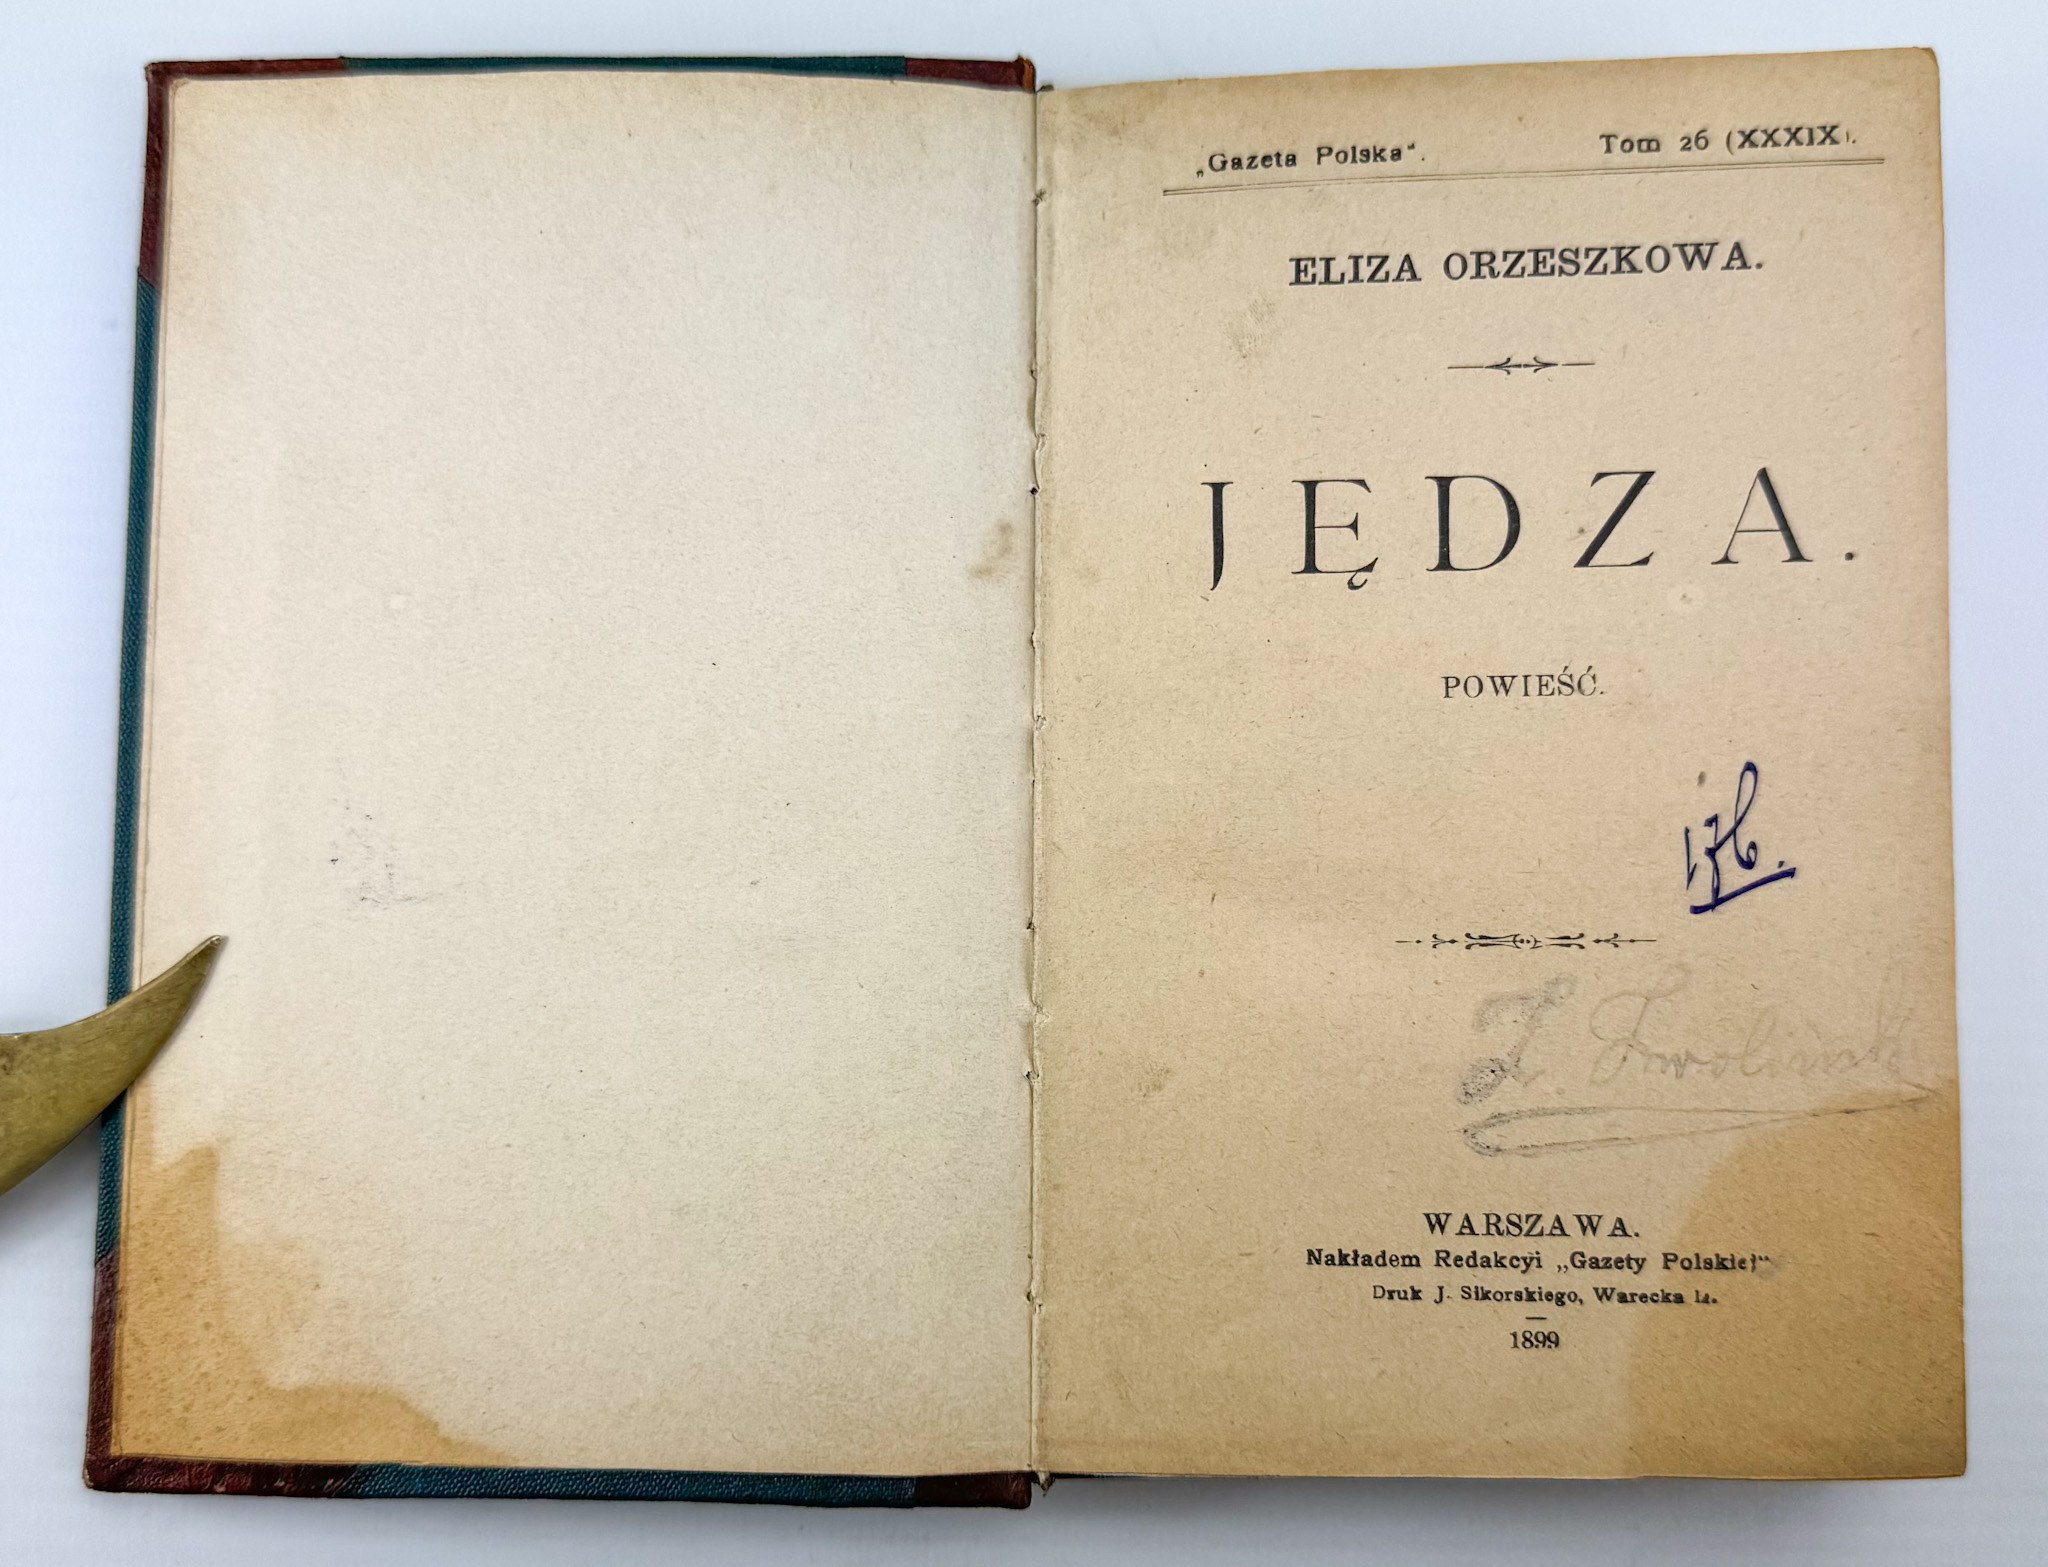 „Gazeta Polska“. Tom 26 (XXXIX).
ELIZA ORZESZKOWA.
JĘDZA.
POWIEŚĆ.
176.
WARSZAWA.
Nakładem Redakcyi „Gazety Polskiej“
Druk J. Sikorskiego, Warecka 14.
1899